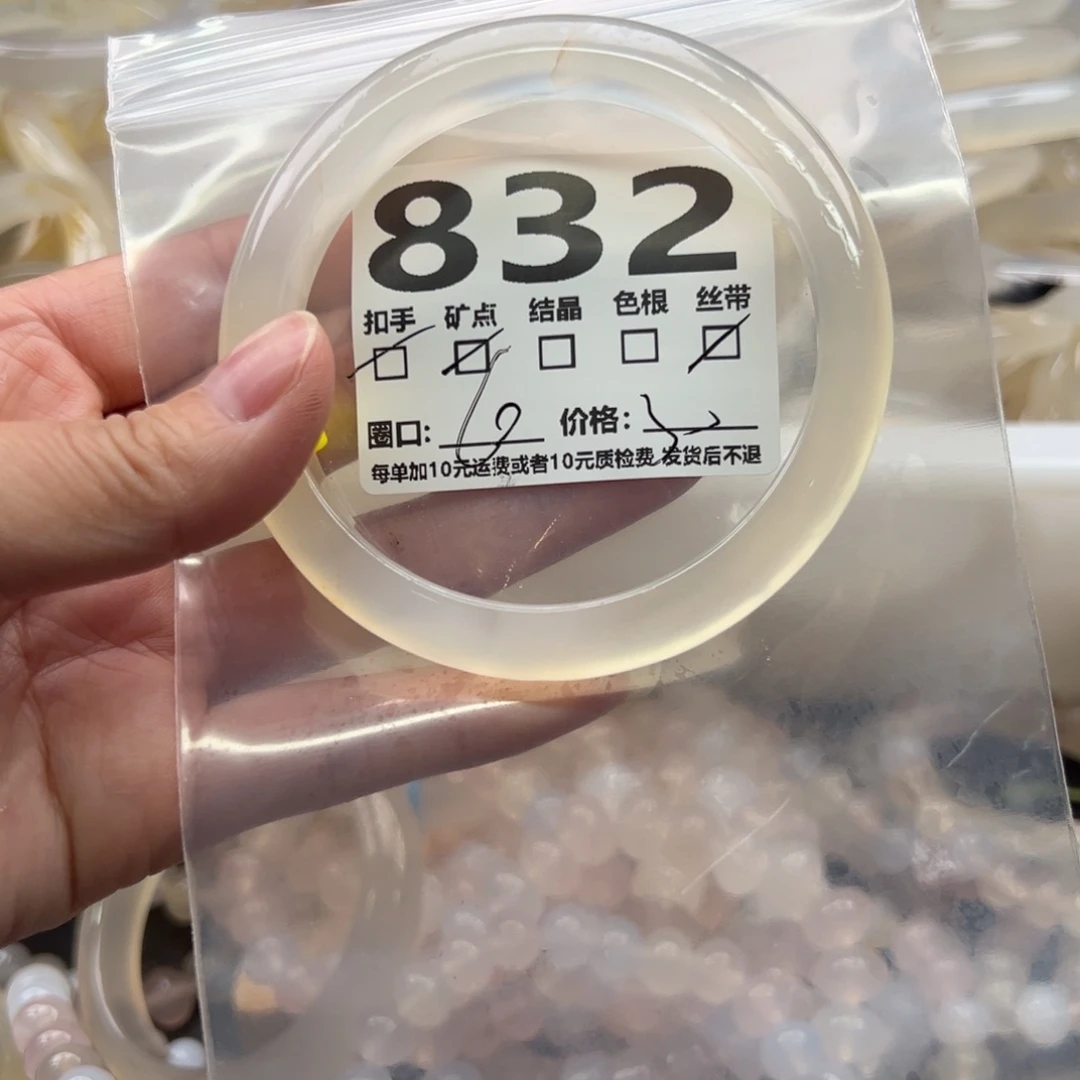 832
扣手 矿点 结晶 色根 丝带
圈口: 价格:
每单加10元运费或者10元质检费.发货后不退